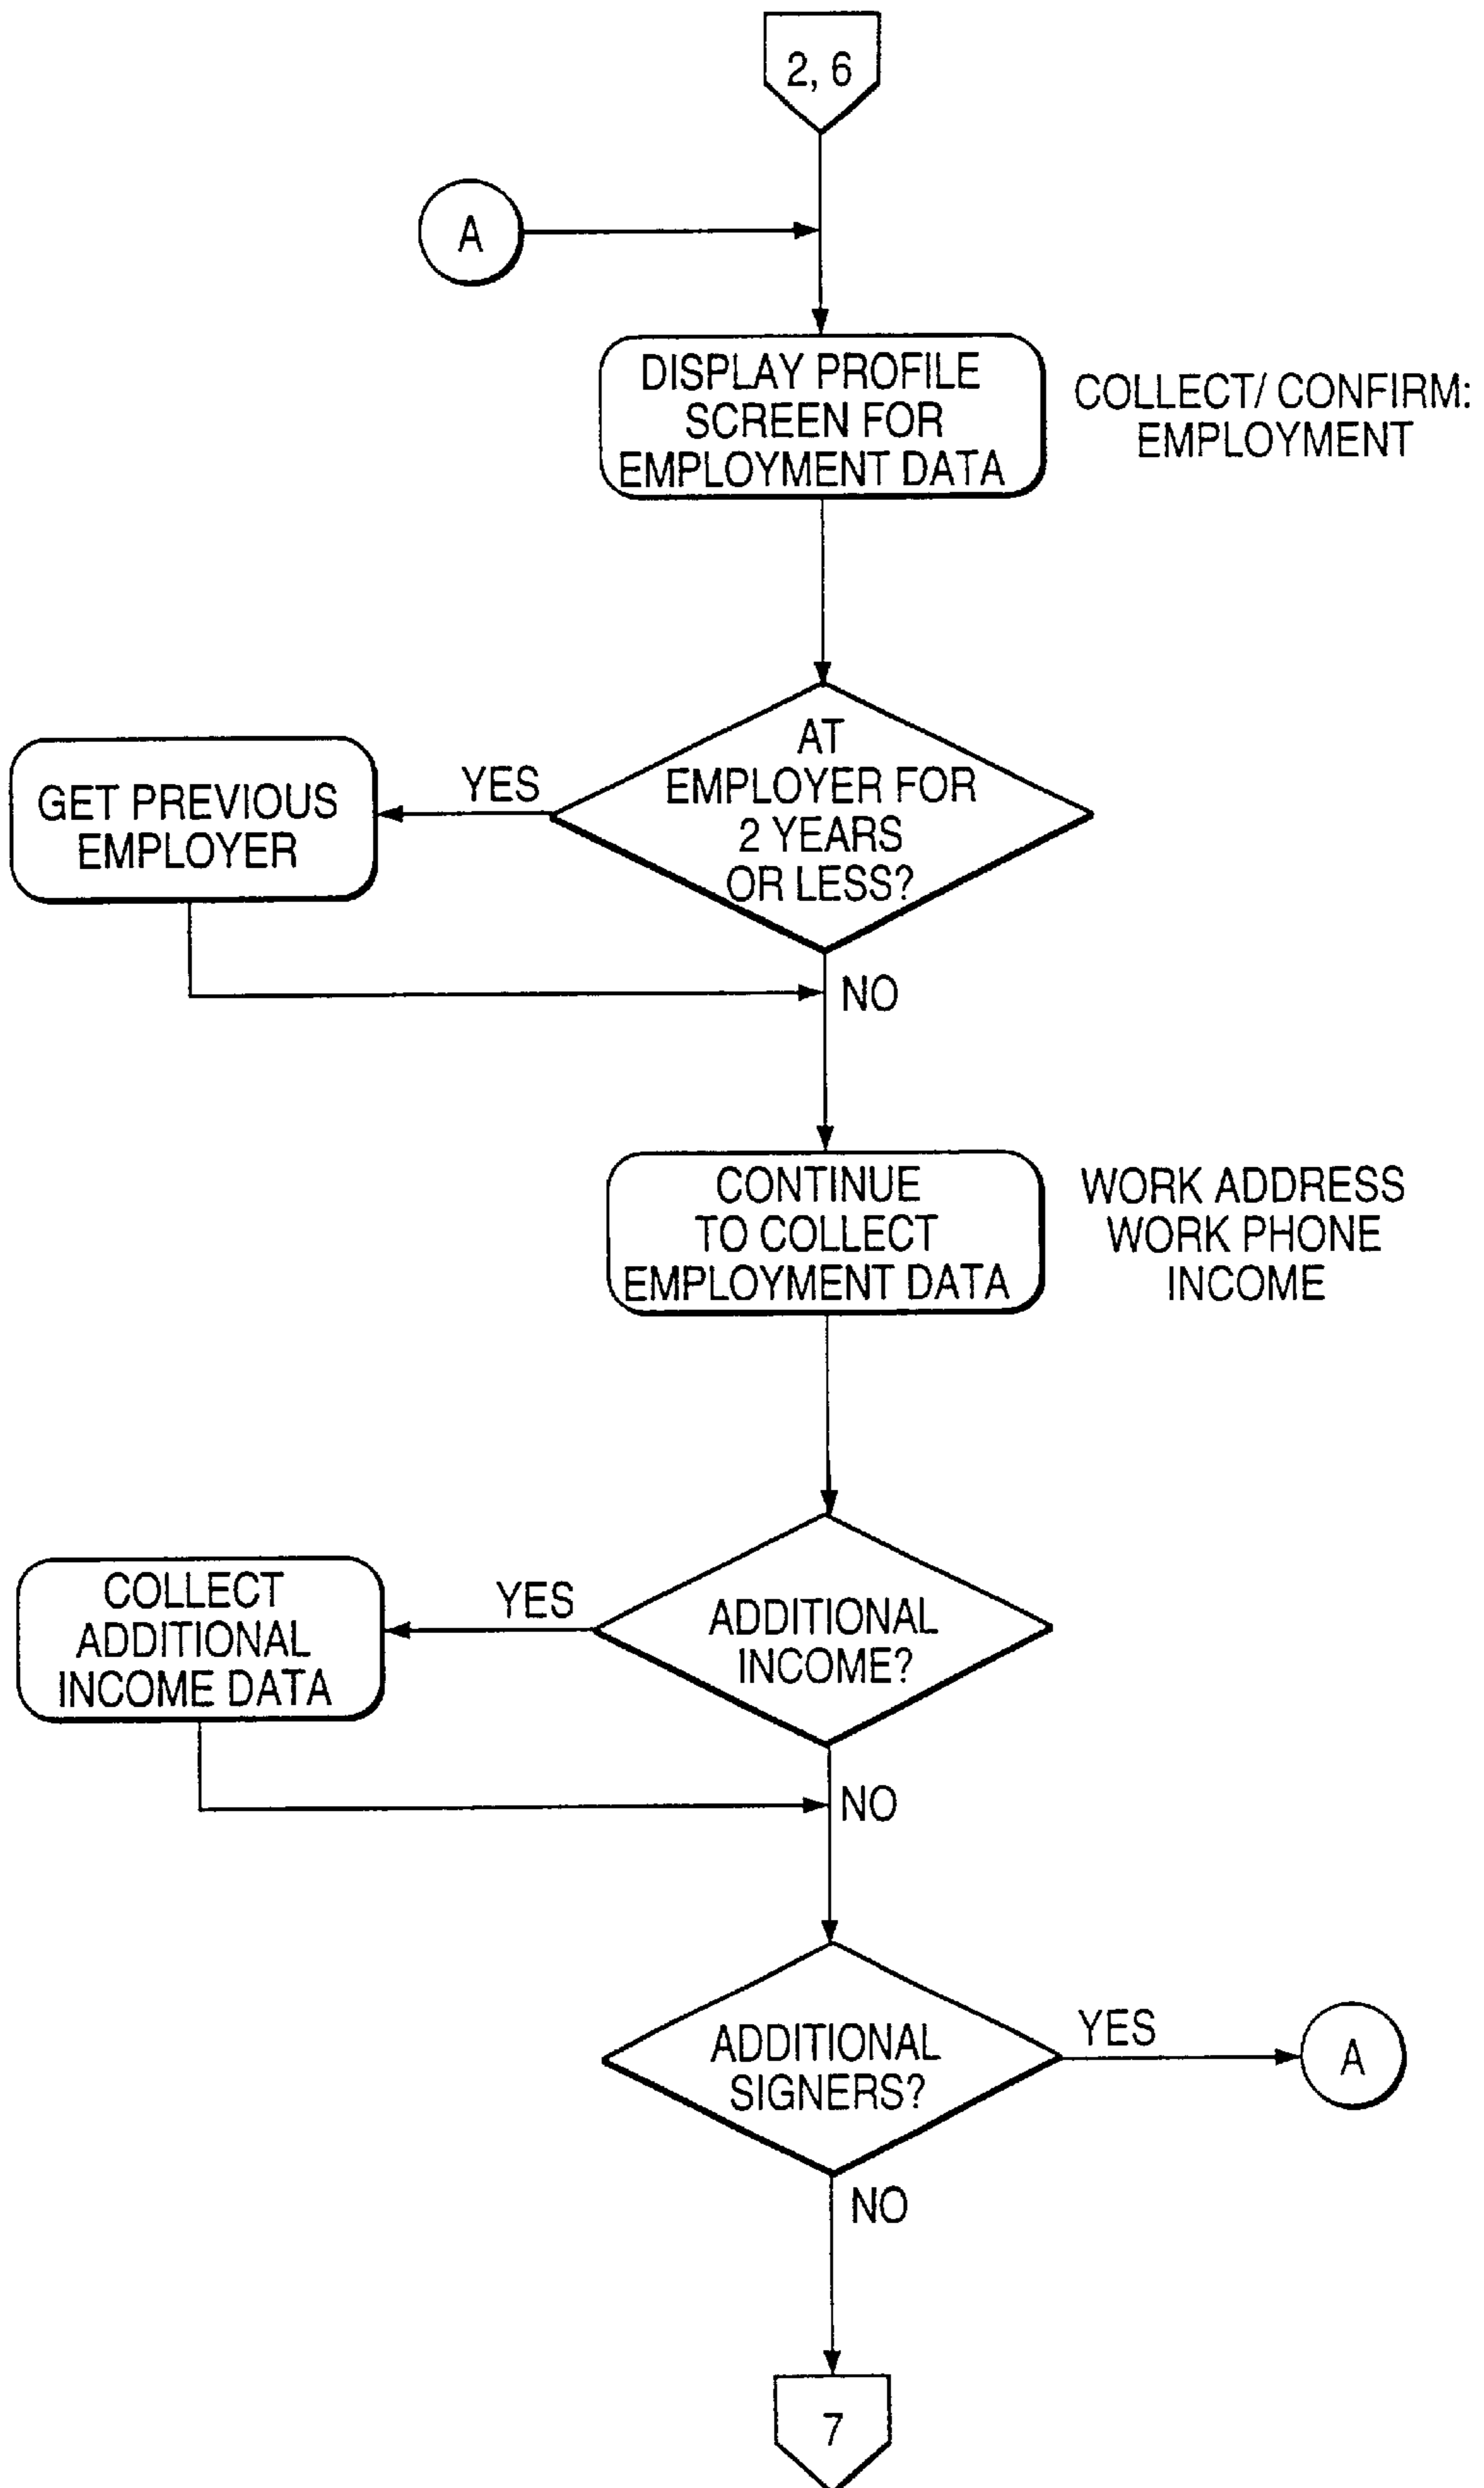 2, 6
A
DISPLAY PROFILE
SCREEN FOR
EMPLOYMENT DATA
COLLECT/ CONFIRM:
EMPLOYMENT
AT
EMPLOYER FOR
2 YEARS
OR LESS?
YES
GET PREVIOUS
EMPLOYER
NO
CONTINUE
TO COLLECT
EMPLOYMENT DATA
WORK ADDRESS
WORK PHONE
INCOME
ADDITIONAL
INCOME?
YES
COLLECT
ADDITIONAL
INCOME DATA
NO
ADDITIONAL
SIGNERS?
YES
A
NO
7